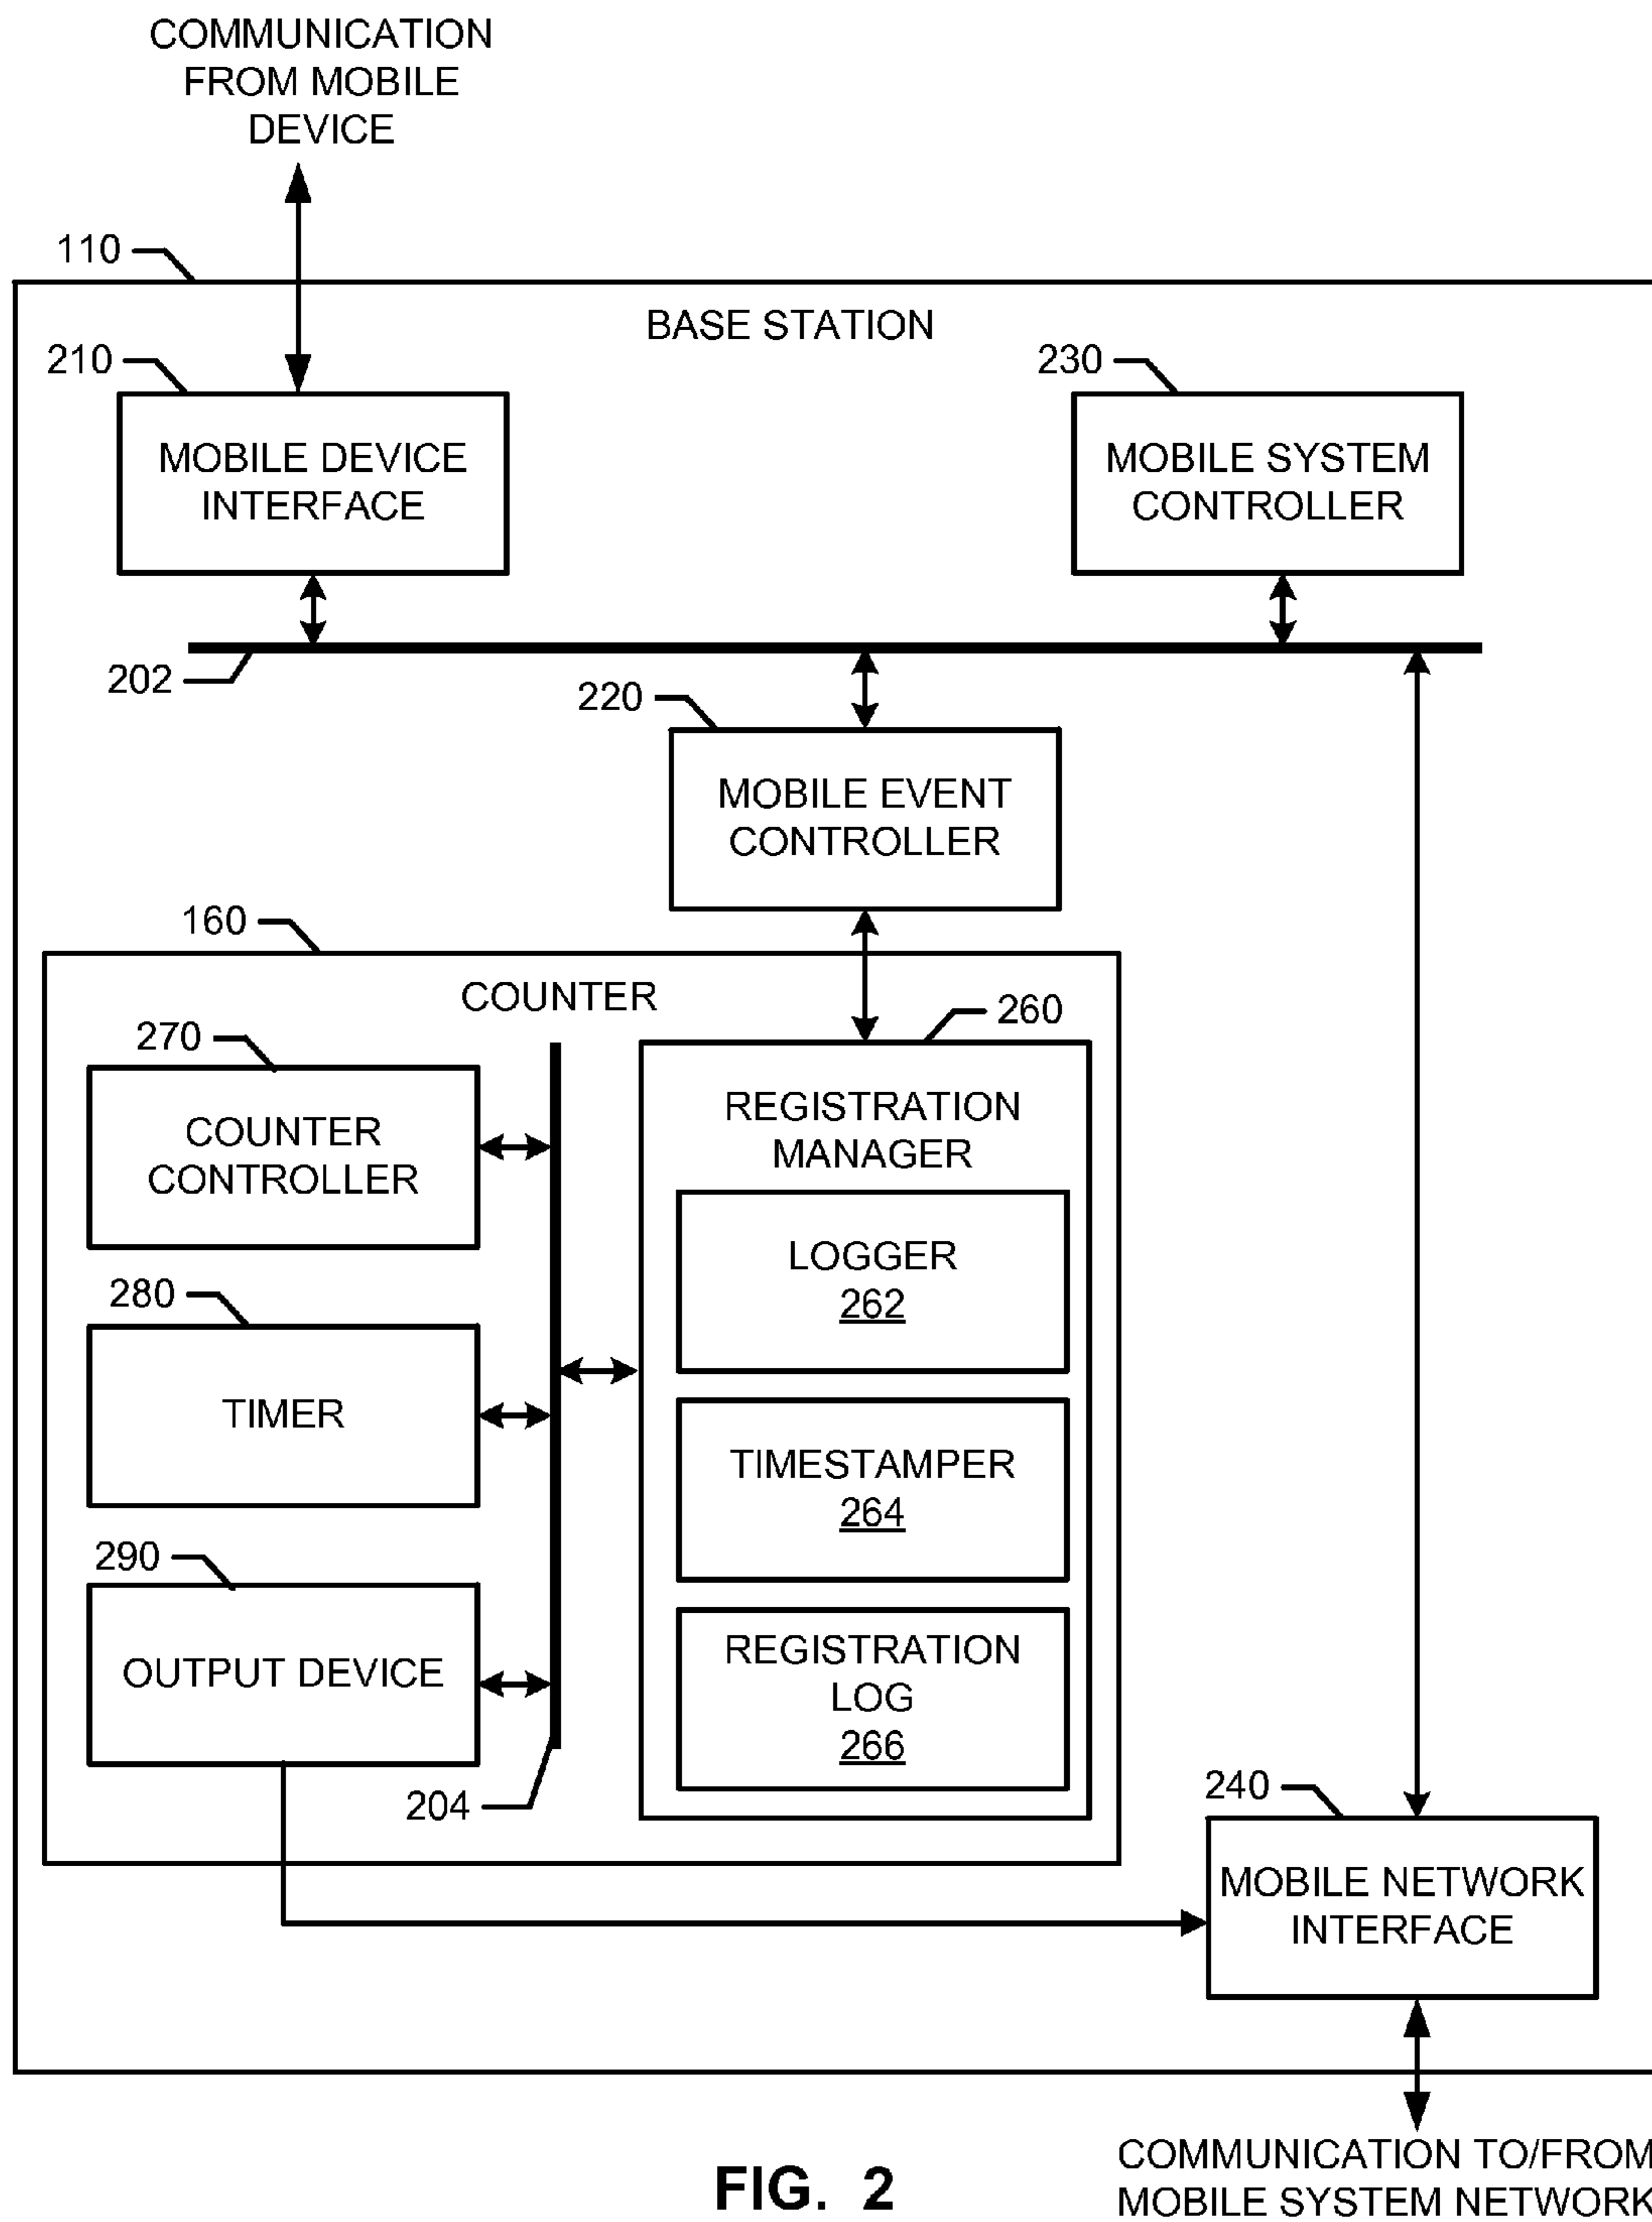 COMMUNICATION
FROM MOBILE
DEVICE
110
BASE STATION
210
230
MOBILE DEVICE
INTERFACE
MOBILE SYSTEM
CONTROLLER
202
220
MOBILE EVENT
CONTROLLER
160
COUNTER
260
270
COUNTER
CONTROLLER
REGISTRATION
MANAGER
LOGGER
262
280
TIMER
TIMESTAMPER
264
290
OUTPUT DEVICE
REGISTRATION
LOG
266
204
240
MOBILE NETWORK
INTERFACE
COMMUNICATION TO/FROM
MOBILE SYSTEM NETWORK
FIG. 2